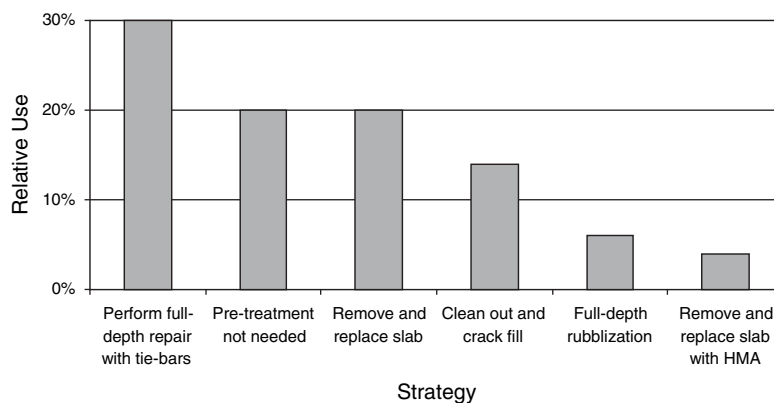 30%
20%
10%
0%
Relative Use
Perform full-
depth repair
with tie-bars
Pre-treatment
not needed
Remove and
replace slab
Clean out and
crack fill
Full-depth
rubblization
Remove and
replace slab
with HMA
Strategy